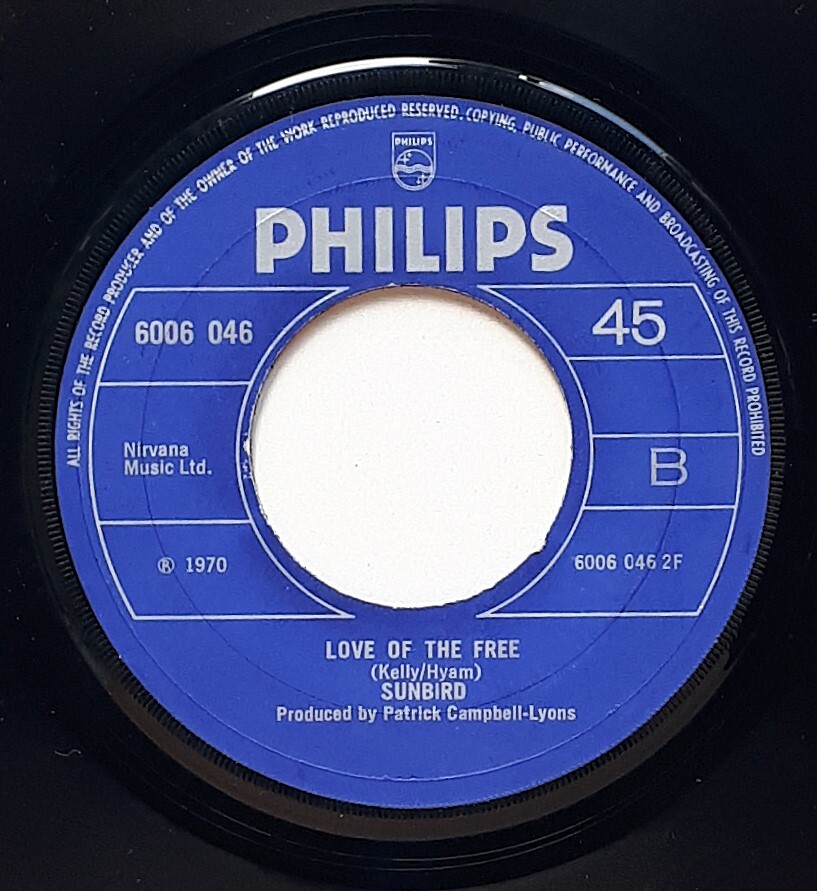 ALL RIGHTS OF THE RECORD PRODUCER AND OF THE OWNER OF THE WORK REPRODUCED RESERVED. COPYING, PUBLIC PERFORMANCE AND BROADCASTING OF THIS RECORD PROHIBITED
PHILIPS
PHILIPS
6006 046
45
Nirvana
Music Ltd.
B
Ⓡ 1970
6006 046 2F
LOVE OF THE FREE
(Kelly/Hyam)
SUNBIRD
Produced by Patrick Campbell-Lyons